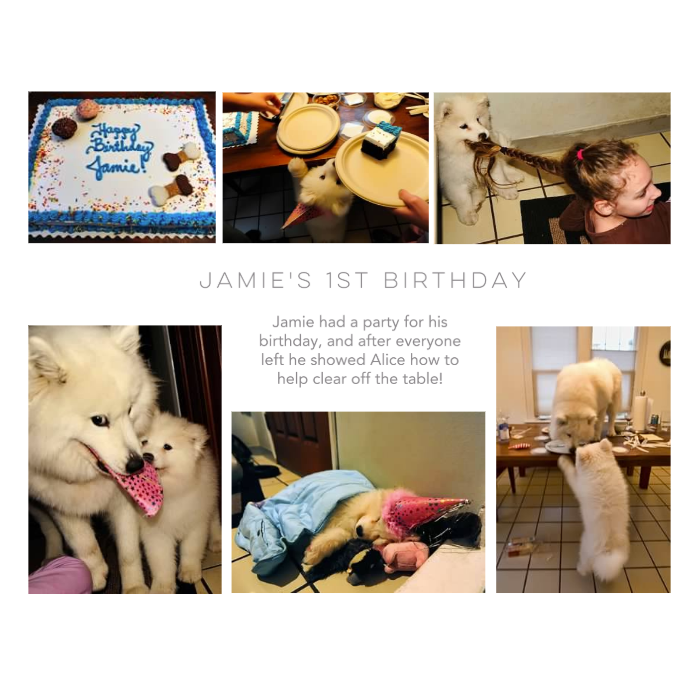 Happy
Birthday
Jamie!
JAMIE'S 1ST BIRTHDAY
Jamie had a party for his
birthday, and after everyone
left he showed Alice how to
help clear off the table!